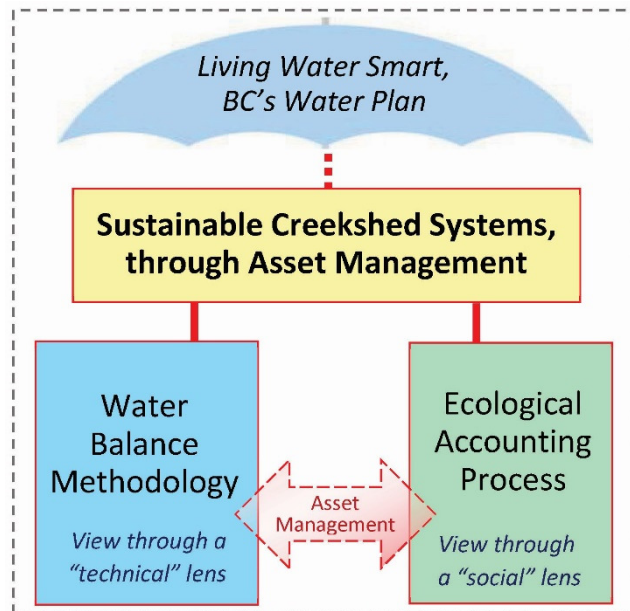 Living Water Smart,
BC's Water Plan
Sustainable Creekshed Systems,
through Asset Management
Water
Balance
Methodology
View through a
“technical” lens
Asset
Management
Ecological
Accounting
Process
View through
a “social” lens